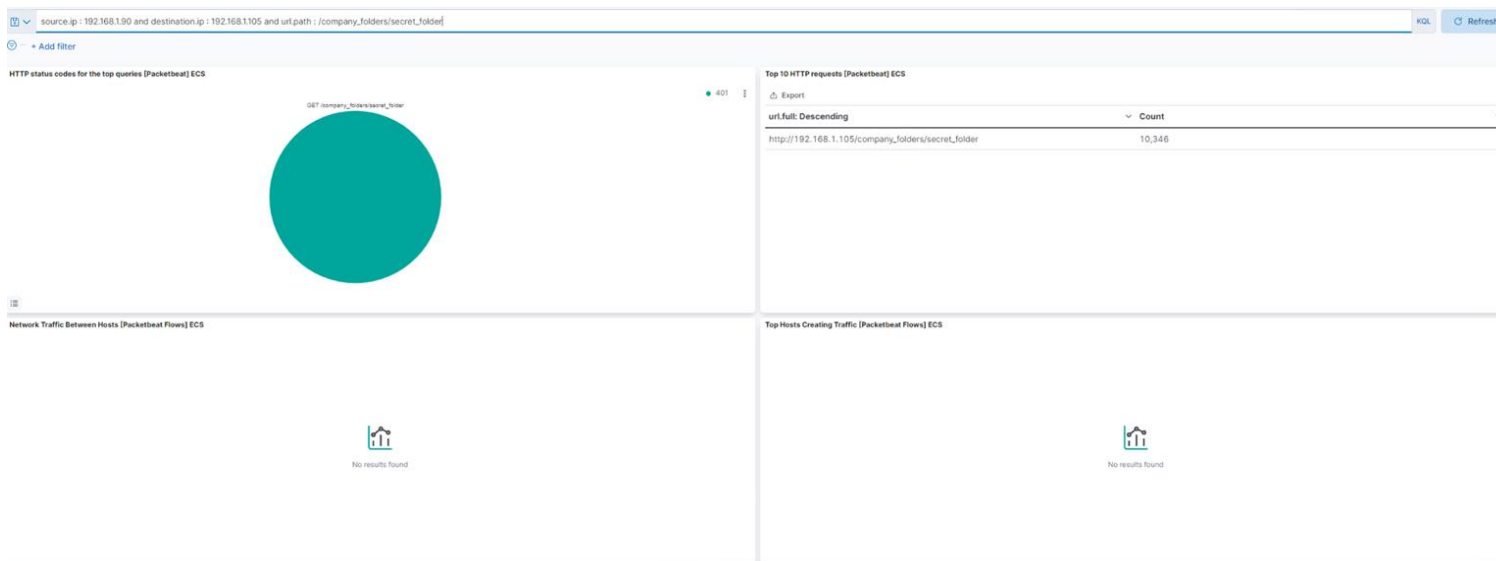 source.ip : 192.168.1.90 and destination.ip : 192.168.1.105 and url.path : /company_folders/secret_folder
KQL
Refresh
+ Add filter
HTTP status codes for the top queries [Packetbeat] ECS
401
GET /company_folders/secret_folder
Top 10 HTTP requests [Packetbeat] ECS
Export
url.full: Descending Count
http://192.168.1.105/company_folders/secret_folder 10,346
Network Traffic Between Hosts [Packetbeat Flows] ECS
No results found
Top Hosts Creating Traffic [Packetbeat Flows] ECS
No results found